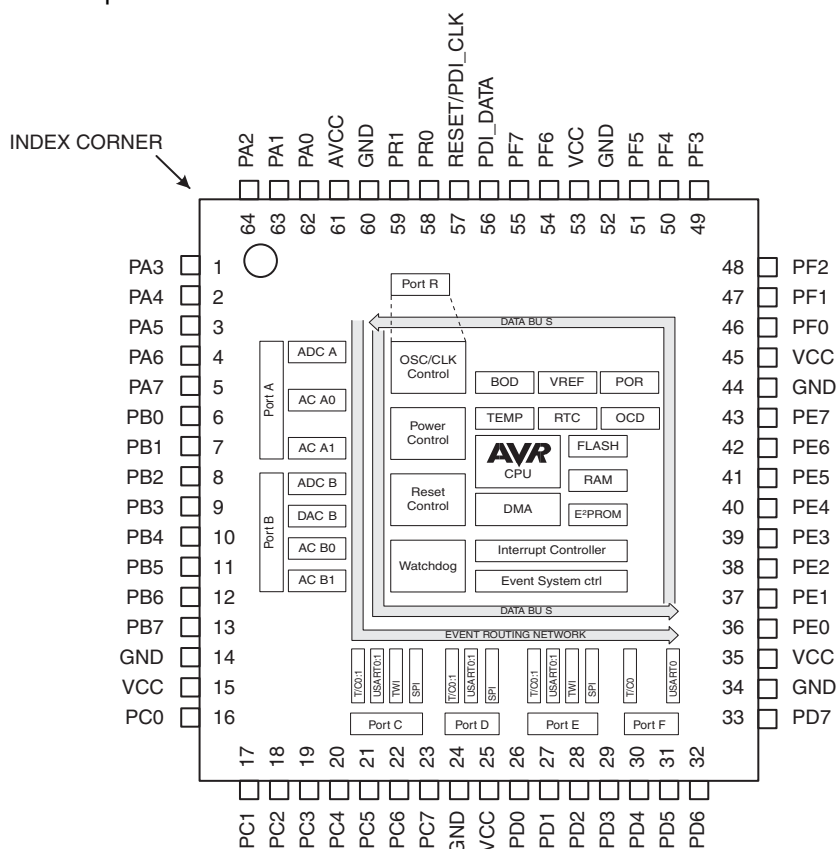 INDEX CORNER
PA2
PA1
PA0
AVCC
GND
PR1
PR0
RESET/PDI_CLK
PDI_DATA
PF7
PF6
VCC
GND
PF5
PF4
PF3
64
63
62
61
60
59
58
57
56
55
54
53
52
51
50
49
PA3 1
PA4 2
PA5 3
PA6 4
PA7 5
PB0 6
PB1 7
PB2 8
PB3 9
PB4 10
PB5 11
PB6 12
PB7 13
GND 14
VCC 15
PC0 16
48 PF2
47 PF1
46 PF0
45 VCC
44 GND
43 PE7
42 PE6
41 PE5
40 PE4
39 PE3
38 PE2
37 PE1
36 PE0
35 VCC
34 GND
33 PD7
Port R
DATA BU S
Port A
ADC A
AC A0
AC A1
Port B
ADC B
DAC B
AC B0
AC B1
OSC/CLK
Control
Power
Control
Reset
Control
Watchdog
BOD
VREF
POR
TEMP
RTC
OCD
AVR
CPU
FLASH
RAM
DMA
E²PROM
Interrupt Controller
Event System ctrl
DATA BU S
EVENT ROUTING NETWORK
T/C0:1
USART0:1
TWI
SPI
T/C0:1
USART0:1
SPI
T/C0:1
USART0:1
TWI
SPI
T/C0
USART0
Port C
Port D
Port E
Port F
17
18
19
20
21
22
23
24
25
26
27
28
29
30
31
32
PC1
PC2
PC3
PC4
PC5
PC6
PC7
GND
VCC
PD0
PD1
PD2
PD3
PD4
PD5
PD6